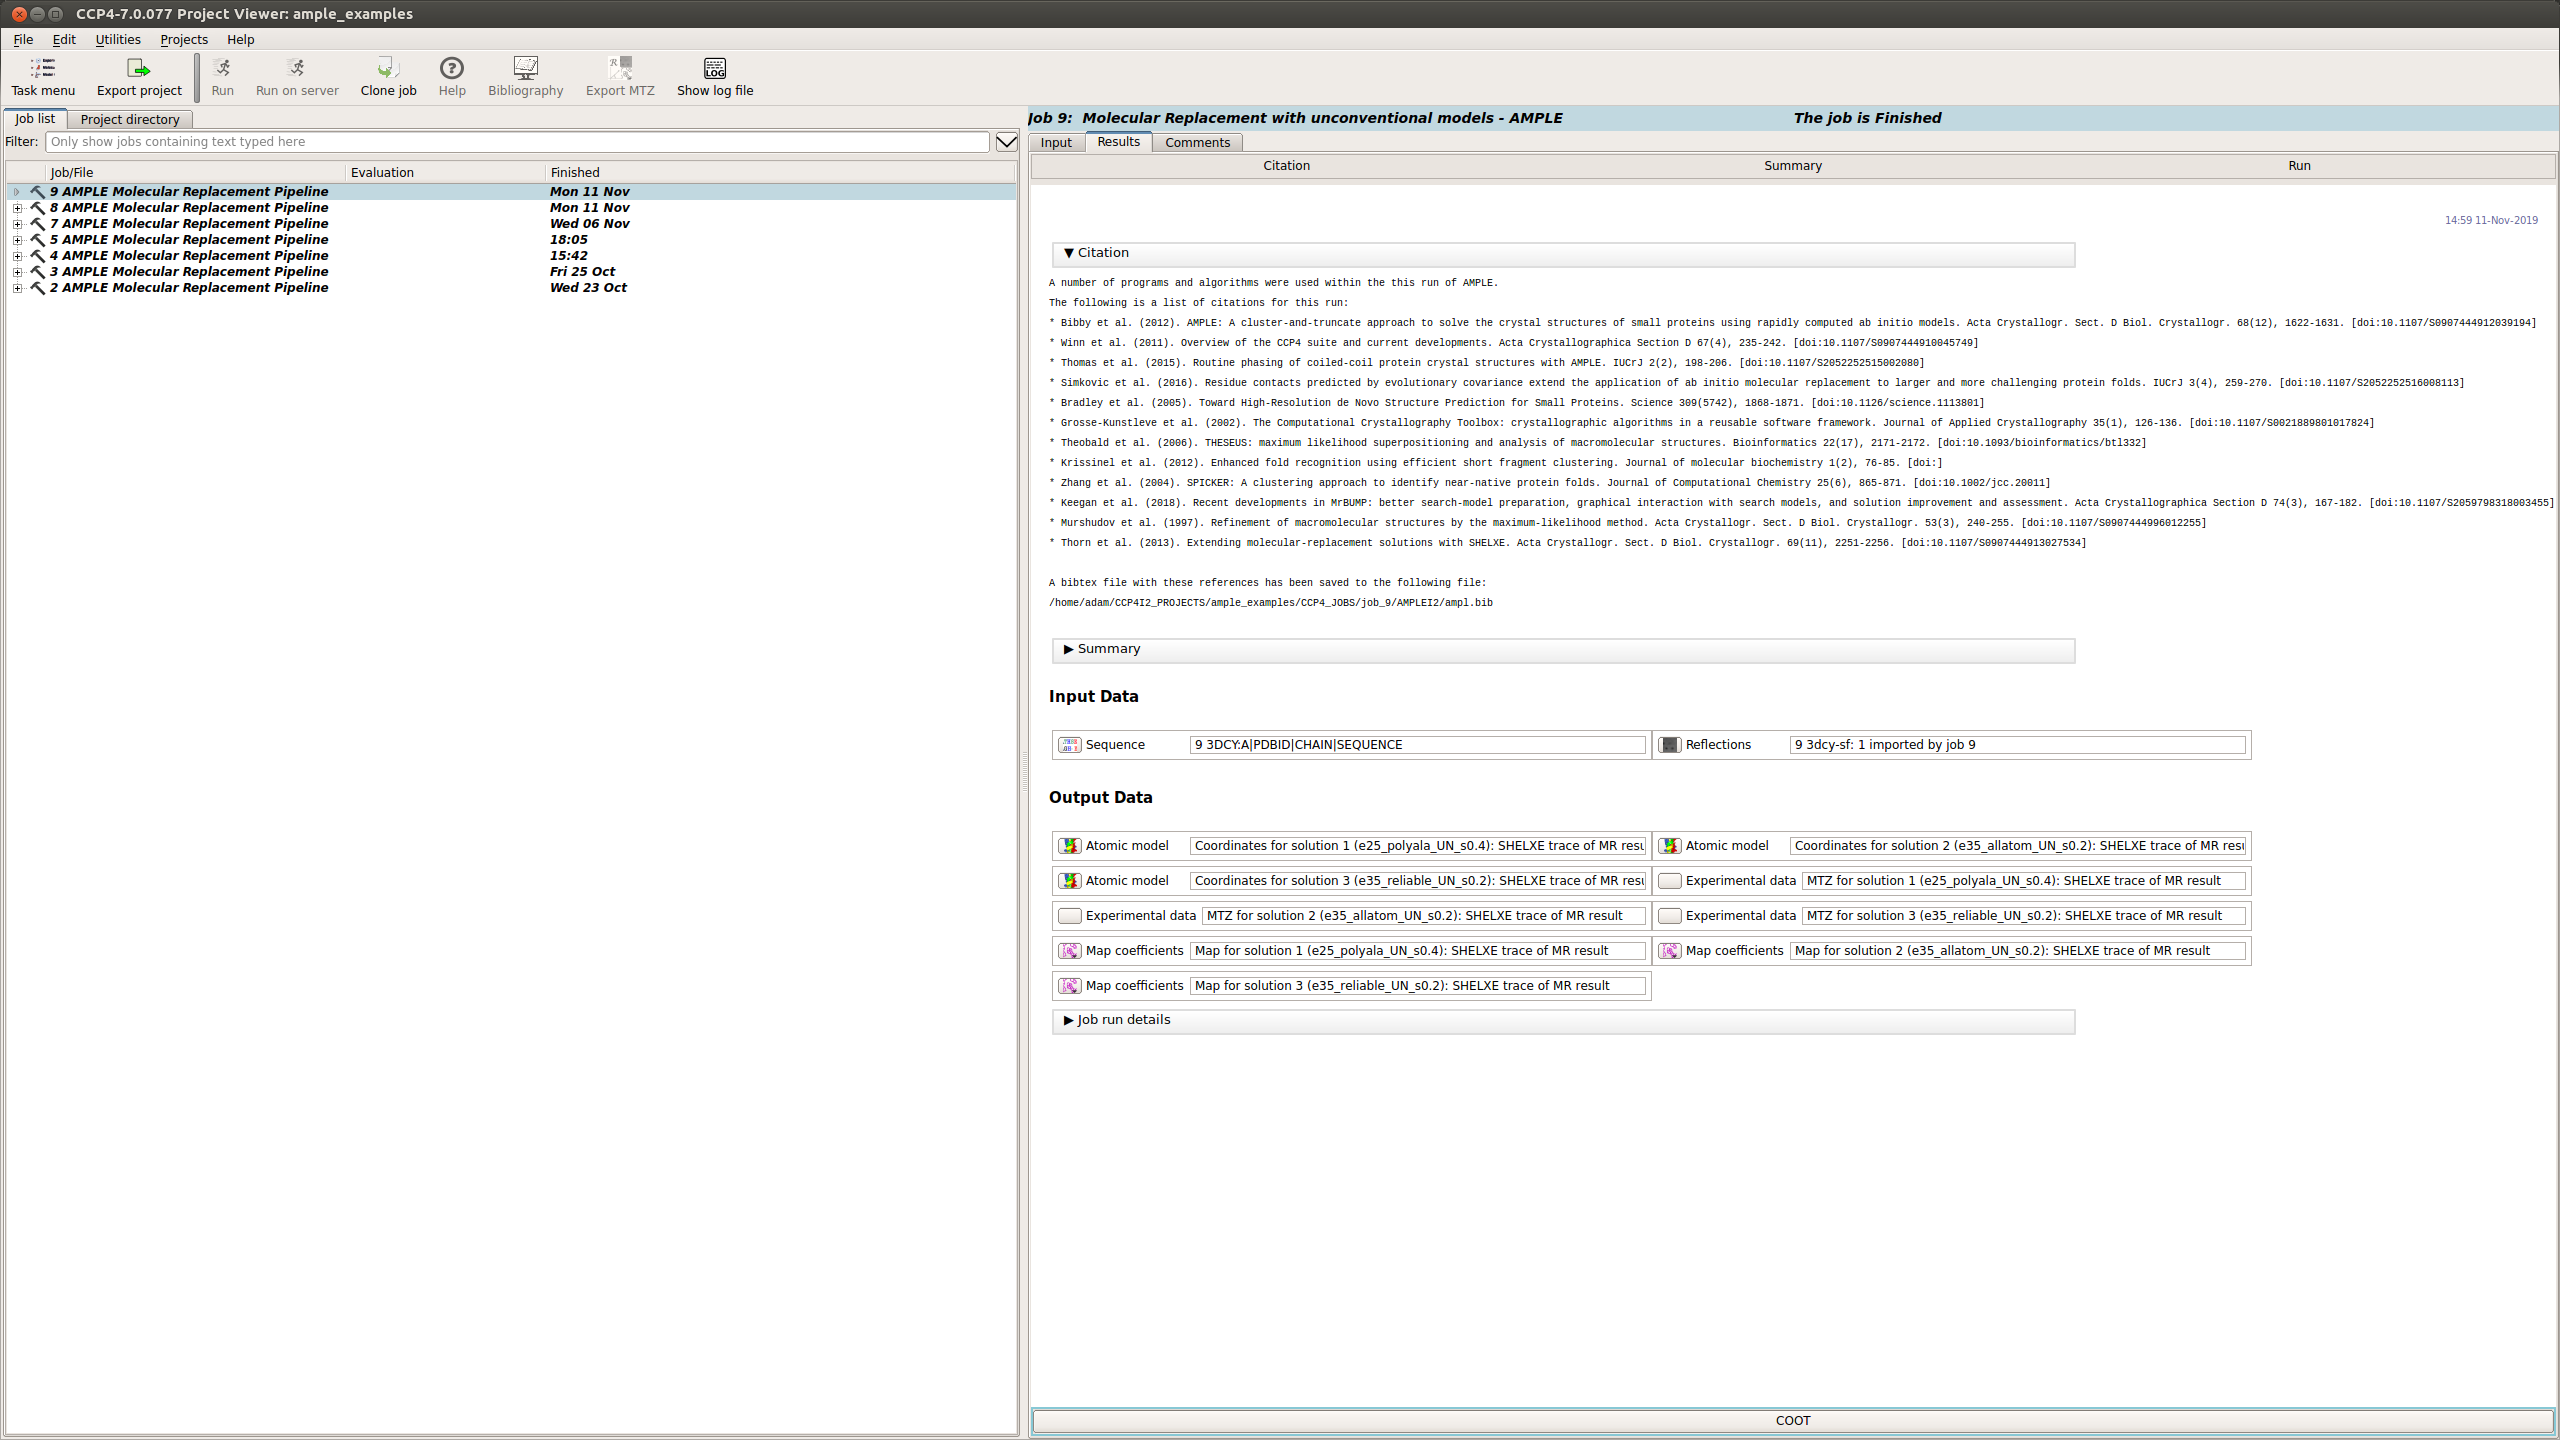 CCP4-7.0.077 Project Viewer: ample_examples
File Edit Utilities Projects Help
Task menu Export project Run Run on server Clone job Help Bibliography Export MTZ Show log file
Job list Project directory
Filter: Only show jobs containing text typed here
Job/File Evaluation Finished
9 AMPLE Molecular Replacement Pipeline Mon 11 Nov
8 AMPLE Molecular Replacement Pipeline Mon 11 Nov
7 AMPLE Molecular Replacement Pipeline Wed 06 Nov
5 AMPLE Molecular Replacement Pipeline 18:05
4 AMPLE Molecular Replacement Pipeline 15:42
3 AMPLE Molecular Replacement Pipeline Fri 25 Oct
2 AMPLE Molecular Replacement Pipeline Wed 23 Oct
Job 9: Molecular Replacement with unconventional models - AMPLE The job is Finished
Input Results Comments
Citation Summary Run
14:59 11-Nov-2019
▼ Citation
A number of programs and algorithms were used within the this run of AMPLE.
The following is a list of citations for this run:
* Bibby et al. (2012). AMPLE: A cluster-and-truncate approach to solve the crystal structures of small proteins using rapidly computed ab initio models. Acta Crystallogr. Sect. D Biol. Crystallogr. 68(12), 1622-1631. [doi:10.1107/S0907444912039194]
* Winn et al. (2011). Overview of the CCP4 suite and current developments. Acta Crystallographica Section D 67(4), 235-242. [doi:10.1107/S0907444910045749]
* Thomas et al. (2015). Routine phasing of coiled-coil protein crystal structures with AMPLE. IUCrJ 2(2), 198-206. [doi:10.1107/S2052252515002080]
* Simkovic et al. (2016). Residue contacts predicted by evolutionary covariance extend the application of ab initio molecular replacement to larger and more challenging protein folds. IUCrJ 3(4), 259-270. [doi:10.1107/S2052252516008113]
* Bradley et al. (2005). Toward High-Resolution de Novo Structure Prediction for Small Proteins. Science 309(5742), 1868-1871. [doi:10.1126/science.1113801]
* Grosse-Kunstleve et al. (2002). The Computational Crystallography Toolbox: crystallographic algorithms in a reusable software framework. Journal of Applied Crystallography 35(1), 126-136. [doi:10.1107/S0021889801017824]
* Theobald et al. (2006). THESEUS: maximum likelihood superpositioning and analysis of macromolecular structures. Bioinformatics 22(17), 2171-2172. [doi:10.1093/bioinformatics/btl332]
* Krissinel et al. (2012). Enhanced fold recognition using efficient short fragment clustering. Journal of molecular biochemistry 1(2), 76-85. [doi:]
* Zhang et al. (2004). SPICKER: A clustering approach to identify near-native protein folds. Journal of Computational Chemistry 25(6), 865-871. [doi:10.1002/jcc.20011]
* Keegan et al. (2018). Recent developments in MrBUMP: better search-model preparation, graphical interaction with search models, and solution improvement and assessment. Acta Crystallographica Section D 74(3), 167-182. [doi:10.1107/S2059798318003455]
* Murshudov et al. (1997). Refinement of macromolecular structures by the maximum-likelihood method. Acta Crystallogr. Sect. D Biol. Crystallogr. 53(3), 240-255. [doi:10.1107/S0907444996012255]
* Thorn et al. (2013). Extending molecular-replacement solutions with SHELXE. Acta Crystallogr. Sect. D Biol. Crystallogr. 69(11), 2251-2256. [doi:10.1107/S0907444913027534]
A bibtex file with these references has been saved to the following file:
/home/adam/CCP4I2_PROJECTS/ample_examples/CCP4_JOBS/job_9/AMPLEI2/ampl.bib
▶ Summary
Input Data
Sequence 9 3DCY:A|PDBID|CHAIN|SEQUENCE Reflections 9 3dcy-sf: 1 imported by job 9
Output Data
Atomic model Coordinates for solution 1 (e25_polyala_UN_s0.4): SHELXE trace of MR resu Atomic model Coordinates for solution 2 (e35_allatom_UN_s0.2): SHELXE trace of MR resu
Atomic model Coordinates for solution 3 (e35_reliable_UN_s0.2): SHELXE trace of MR resu Experimental data MTZ for solution 1 (e25_polyala_UN_s0.4): SHELXE trace of MR result
Experimental data MTZ for solution 2 (e35_allatom_UN_s0.2): SHELXE trace of MR result Experimental data MTZ for solution 3 (e35_reliable_UN_s0.2): SHELXE trace of MR result
Map coefficients Map for solution 1 (e25_polyala_UN_s0.4): SHELXE trace of MR result Map coefficients Map for solution 2 (e35_allatom_UN_s0.2): SHELXE trace of MR result
Map coefficients Map for solution 3 (e35_reliable_UN_s0.2): SHELXE trace of MR result
▶ Job run details
COOT